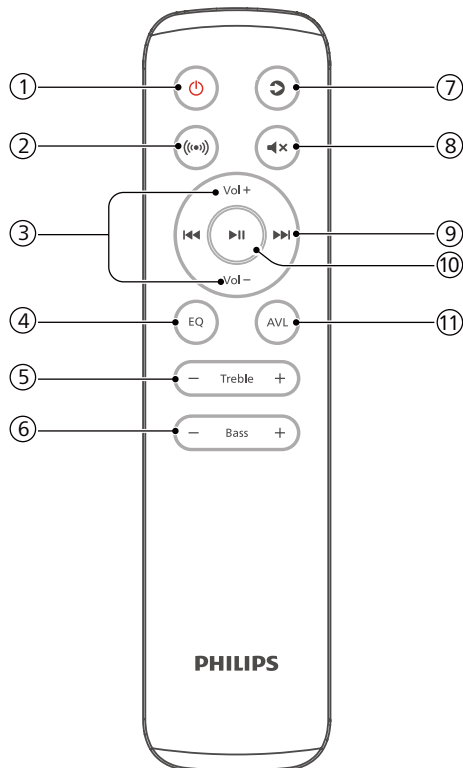 ① ⑦
② ⑧
Vol +
③ ⑨
⑩
Vol −
④ EQ AVL ⑪
⑤ − Treble +
⑥ − Bass +
PHILIPS